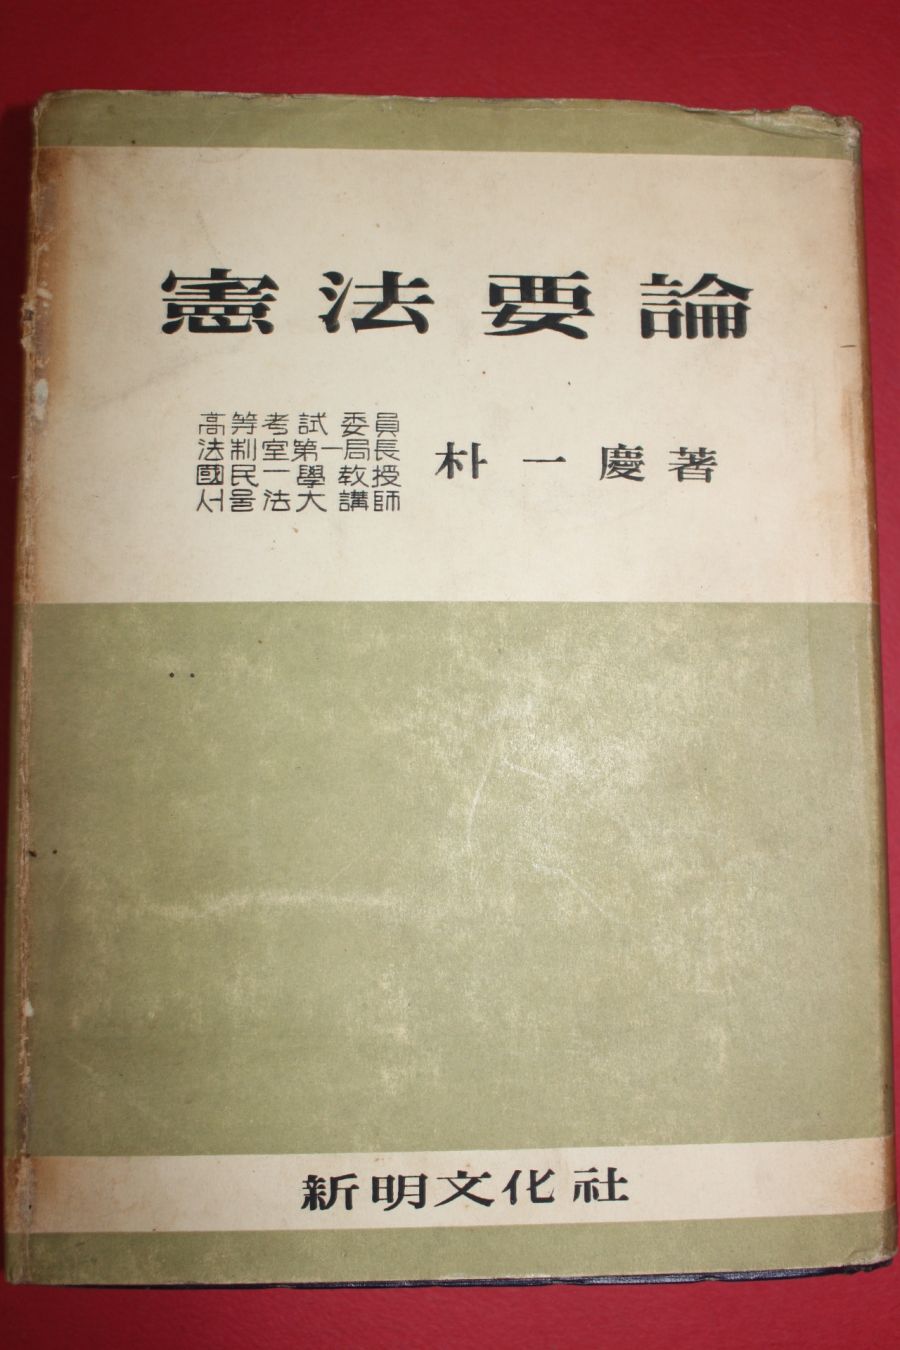 憲法要論
高等考試委員
法制室第一局長
國民一學教授
서울法大講師
朴一慶著
新明文化社